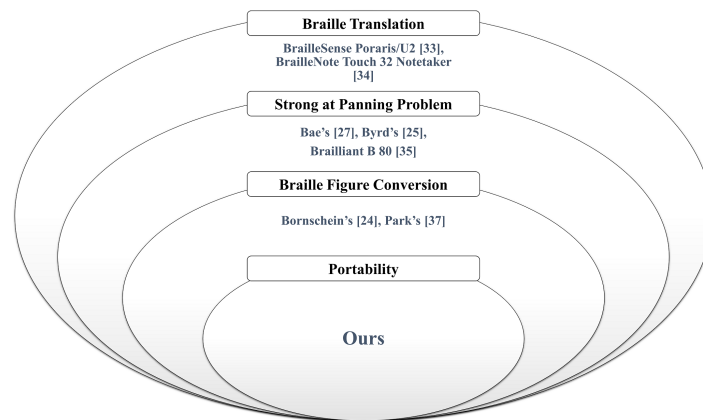 Braille Translation
BrailleSense Poraris/U2 [33],
BrailleNote Touch 32 Notetaker
[34]
Strong at Panning Problem
Bae's [27], Byrd's [25],
Brailliant B 80 [35]
Braille Figure Conversion
Bornschein's [24], Park's [37]
Portability
Ours